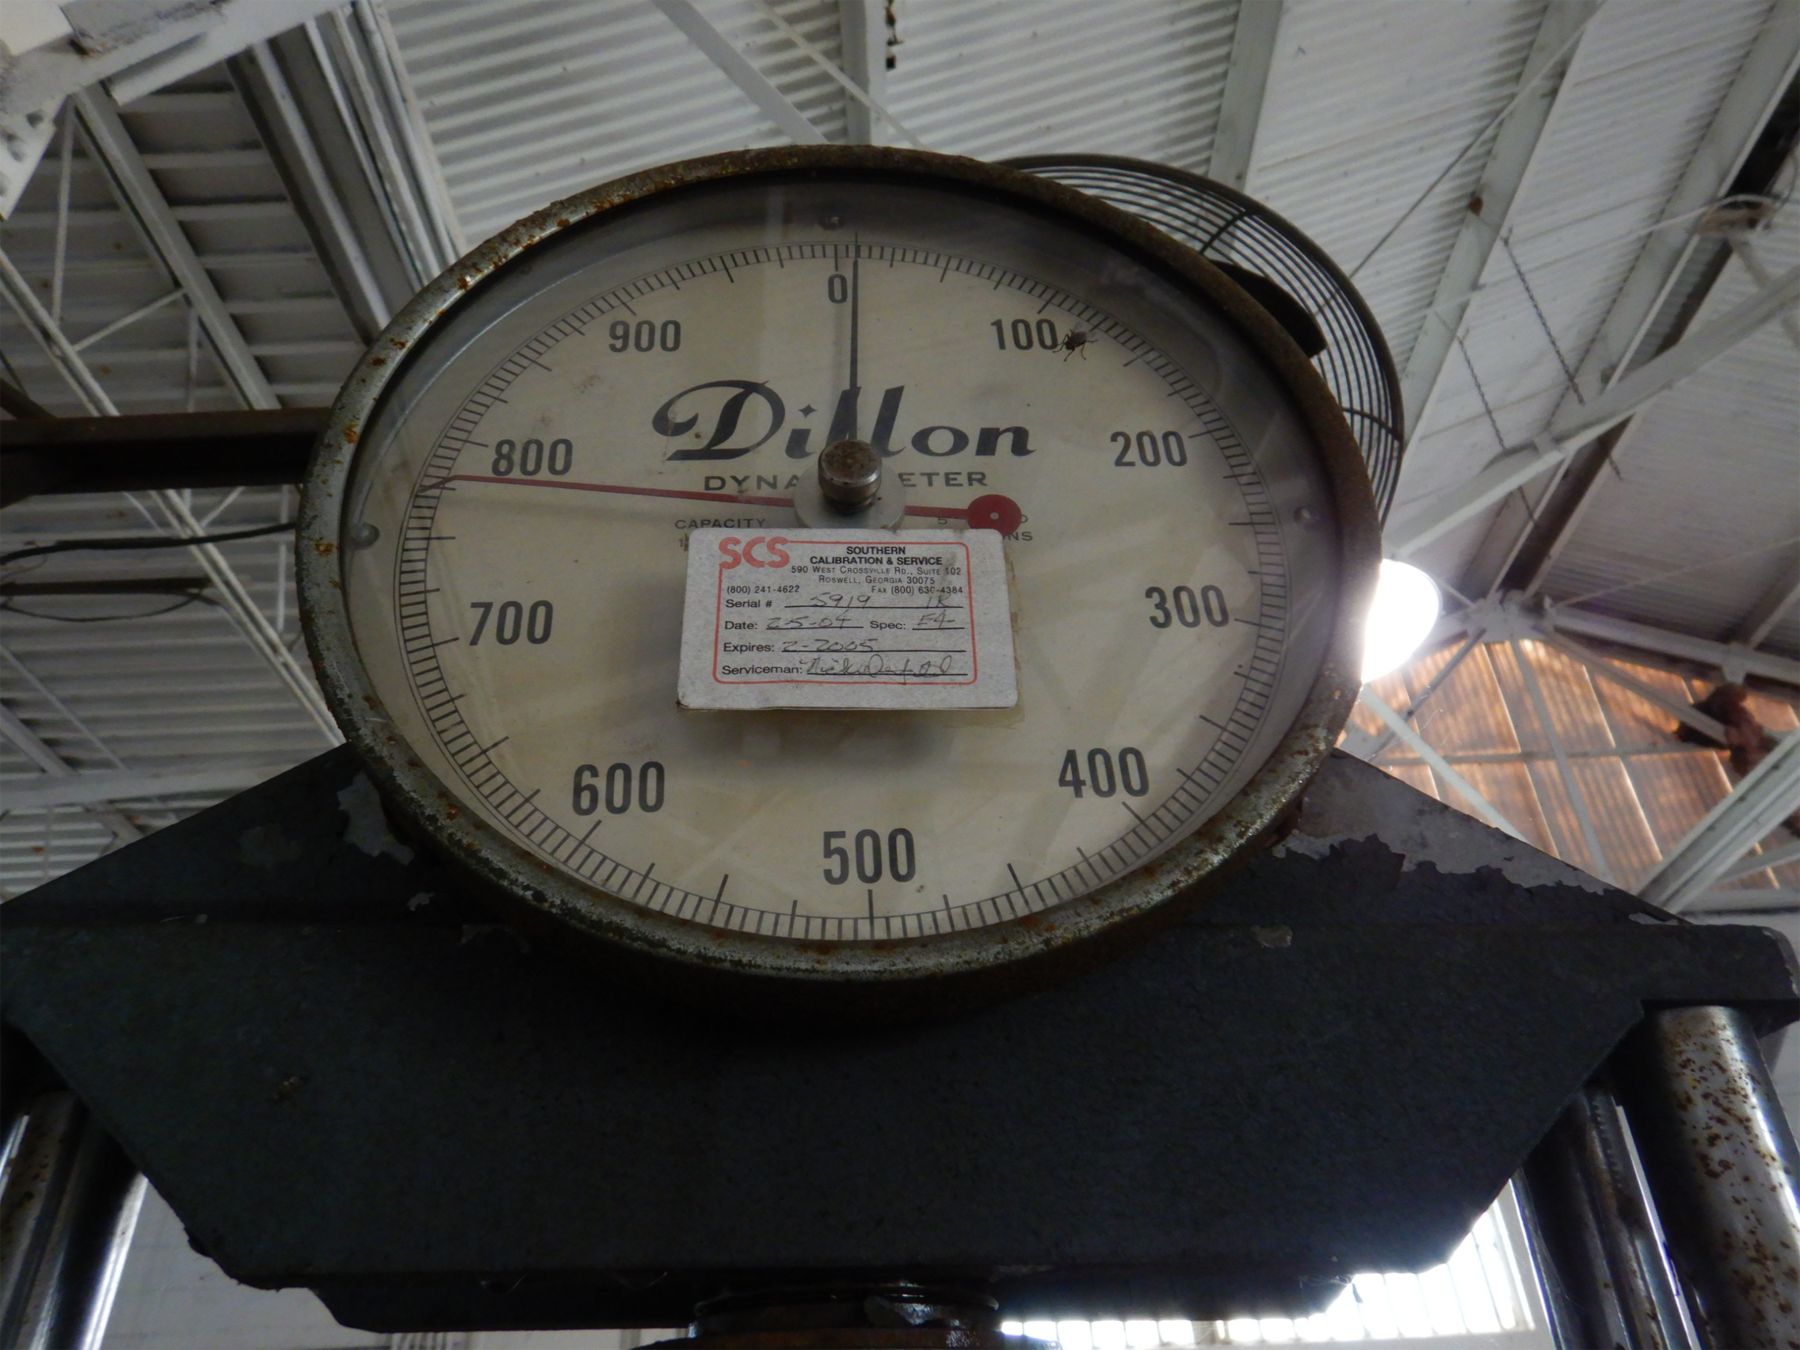 0
900
100
Dillon
800
200
DYNA ETER
CAPACITY 5
NS
SCS SOUTHERN
CALIBRATION & SERVICE
590 WEST CROSSVILLE RD., SUITE 102
ROSWELL, GEORGIA 30075
(800) 241-4622 FAX (800) 630-4384
Serial # 5919 1K
Date: 2-5-04 Spec: E4
Expires: 2-2005
Serviceman:
700
300
600
400
500